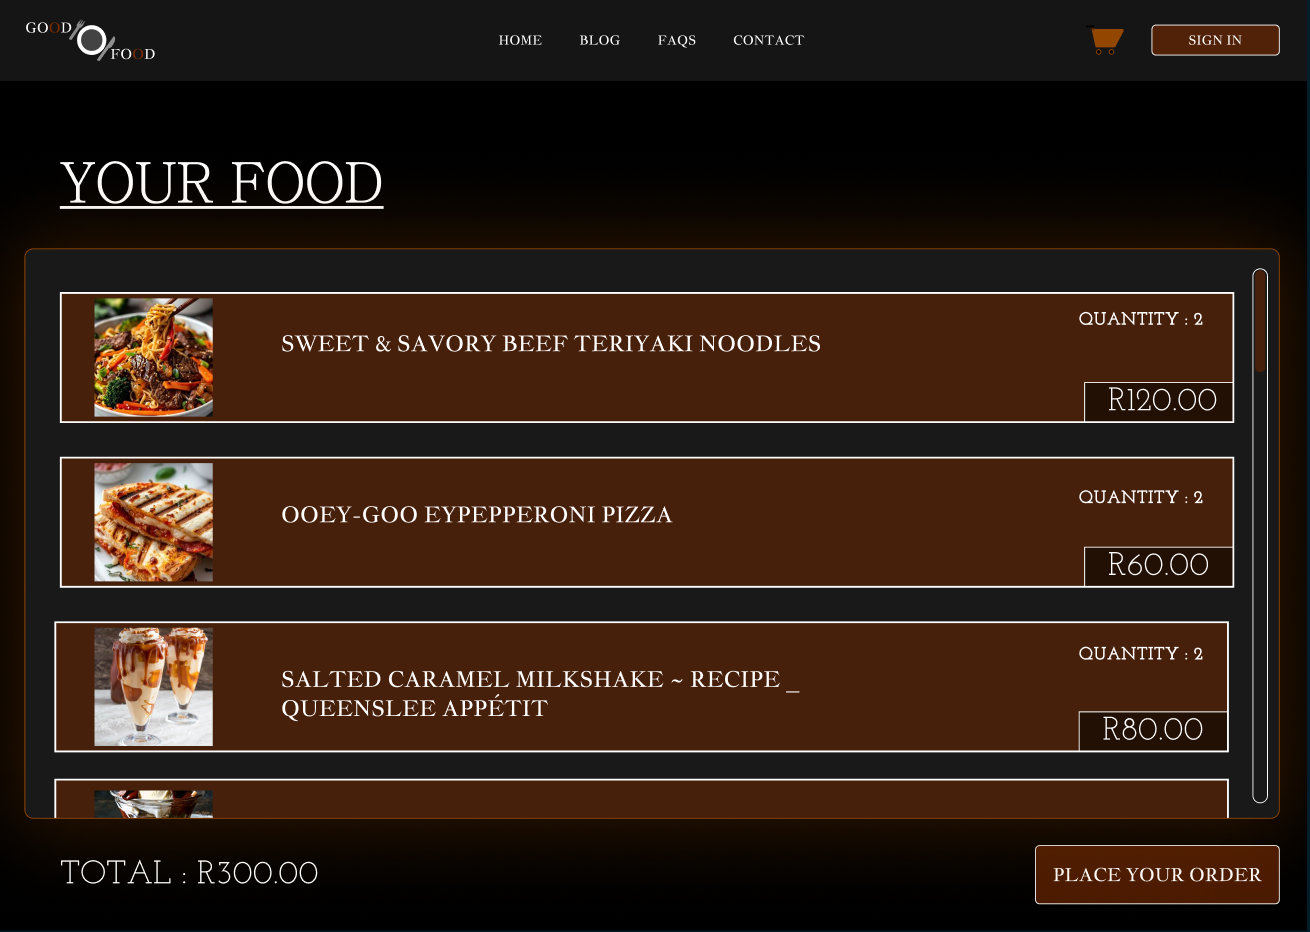 GOOD
FOOD
HOME BLOG FAQS CONTACT
SIGN IN
YOUR FOOD
QUANTITY : 2
SWEET & SAVORY BEEF TERIYAKI NOODLES
R120.00
QUANTITY : 2
OOEY-GOO EYPEPPERONI PIZZA
R60.00
QUANTITY : 2
SALTED CARAMEL MILKSHAKE ~ RECIPE _
QUEENSLEE APPÉTIT
R80.00
TOTAL : R300.00
PLACE YOUR ORDER